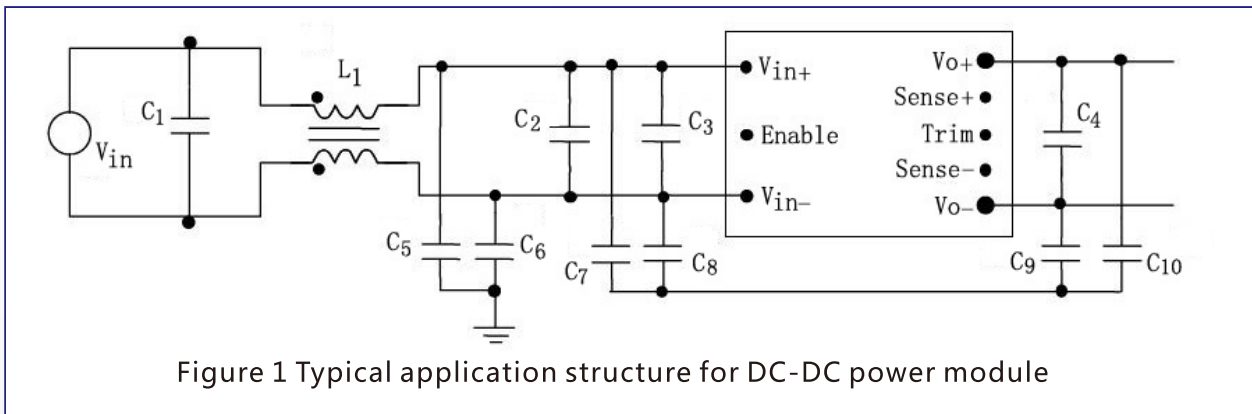 L1
C1
Vin
C2
C3
Vin+
Enable
Vin−
Vo+
Sense+
Trim
Sense−
Vo−
C4
C5
C6
C7
C8
C9
C10
Figure 1 Typical application structure for DC-DC power module